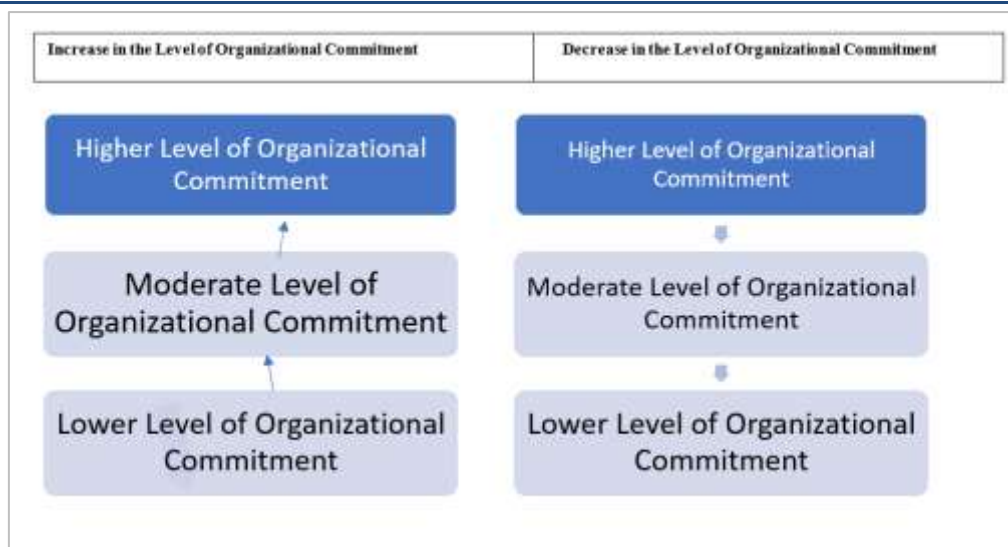 Increase in the Level of Organizational Commitment
Decrease in the Level of Organizational Commitment
Higher Level of Organizational
Commitment
Moderate Level of
Organizational Commitment
Lower Level of Organizational
Commitment
Higher Level of Organizational
Commitment
Moderate Level of Organizational
Commitment
Lower Level of Organizational
Commitment